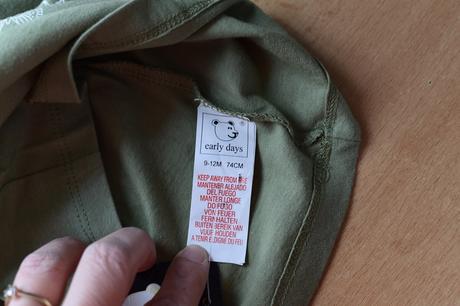 early days
9-12M 74CM
KEEP AWAY FROM FIRE
MANTENER ALEJADO
DEL FUEGO
MANTER LONGE
DO FOGO
VON FEUER
FERN HALTEN
BUITEN BEREIK VAN
VUUR HOUDEN
A TENIR ELOIGNE DU FEU